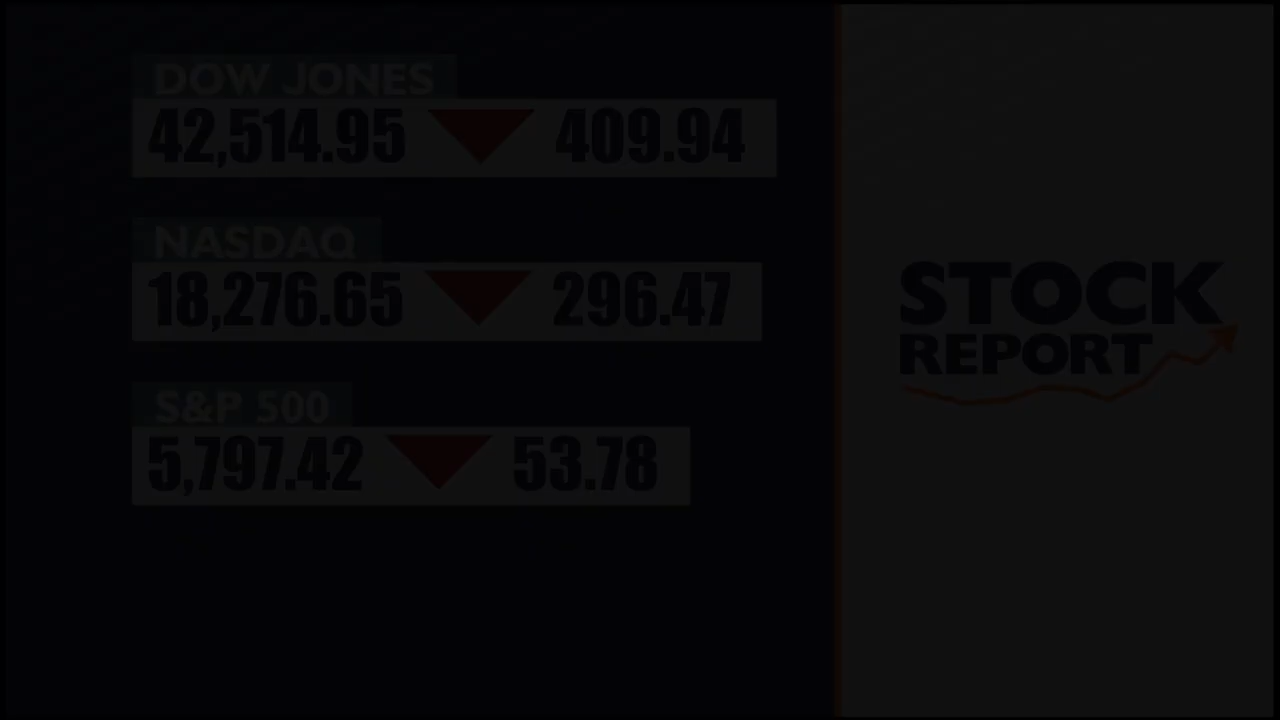 DOW JONES
42,514.95 409.94
NASDAQ
18,276.65 296.47
S&P 500
5,797.42 53.78
STOCK
REPORT